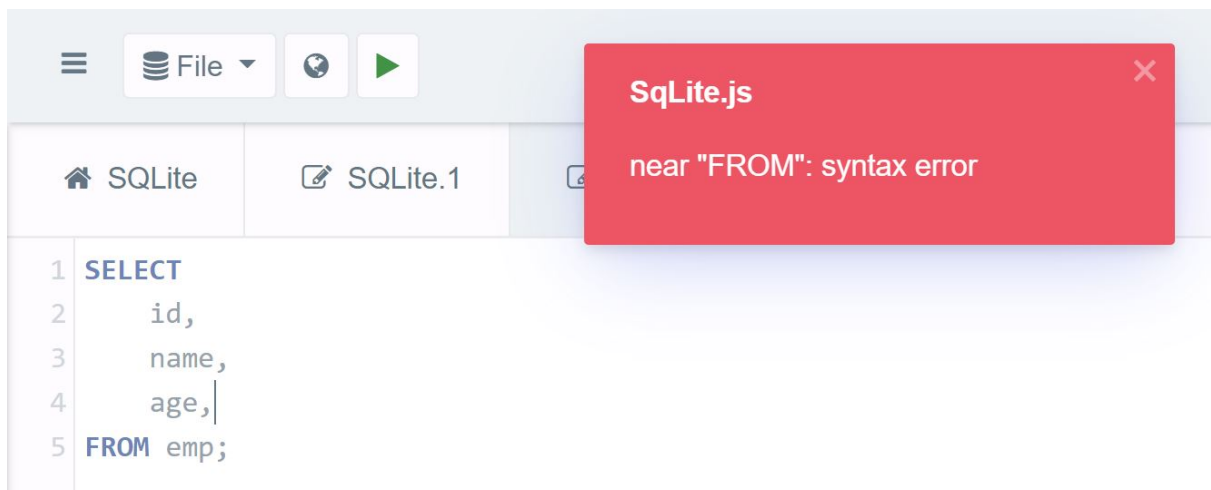 File
SqLite.js
near "FROM": syntax error
SQLite
SQLite.1
1 SELECT
2 id,
3 name,
4 age,
5 FROM emp;